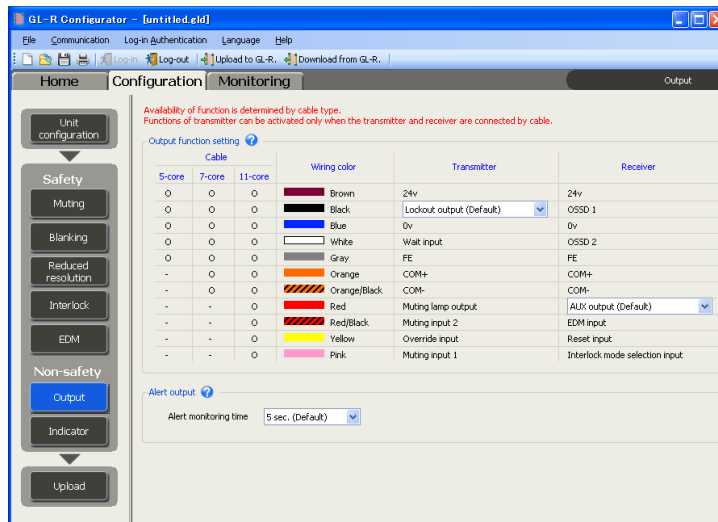 GL-R Configurator - [untitled.gld]
File Communication Log-in Authentication Language Help
Log-in Log-out Upload to GL-R. Download from GL-R.
Home Configuration Monitoring Output
Unit configuration
Safety
Muting
Blanking
Reduced resolution
Interlock
EDM
Non-safety
Output
Indicator
Upload
Availability of function is determined by cable type.
Functions of transmitter can be activated only when the transmitter and receiver are connected by cable.
Output function setting ?
Cable Wiring color Transmitter Receiver
5-core 7-core 11-core
O O O Brown 24v 24v
O O O Black Lockout output (Default) OSSD 1
O O O Blue 0v 0v
O O O White Wait input OSSD 2
O O O Gray FE FE
- O O Orange COM+ COM+
- O O Orange/Black COM- COM-
- - O Red Muting lamp output AUX output (Default)
- - O Red/Black Muting input 2 EDM input
- - O Yellow Override input Reset input
- - O Pink Muting input 1 Interlock mode selection input
Alert output ?
Alert monitoring time 5 sec. (Default)